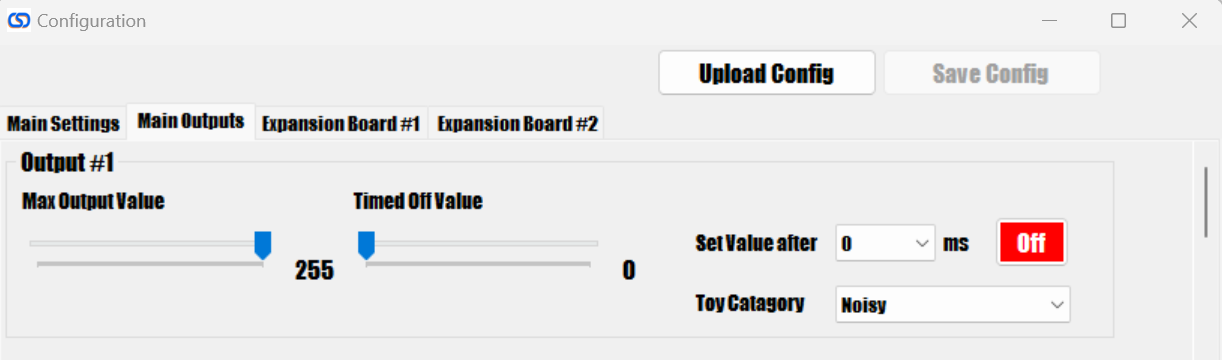 Configuration
Upload Config Save Config
Main Settings Main Outputs Expansion Board #1 Expansion Board #2
Output #1
Max Output Value Timed Off Value
Set Value after 0 ms Off
255 0
Toy Catagory Noisy